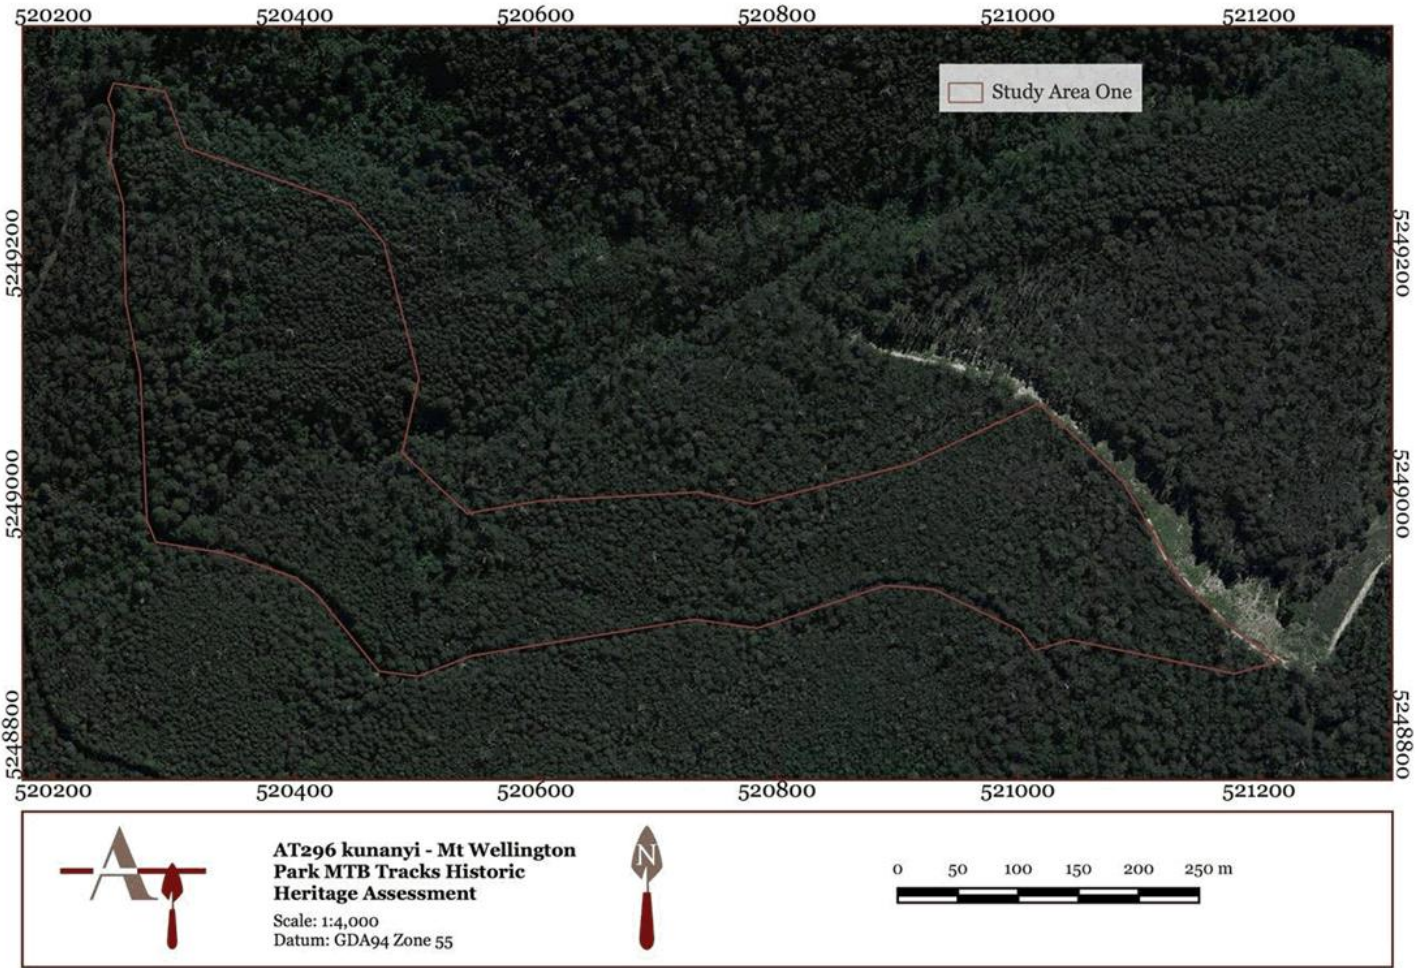 520200 520400 520600 520800 521000 521200
Study Area One
5249200
5249000
5248800
5249200
5249000
5248800
520200 520400 520600 520800 521000 521200
A
AT296 kunanyi - Mt Wellington
Park MTB Tracks Historic
Heritage Assessment
Scale: 1:4,000
Datum: GDA94 Zone 55
N
0 50 100 150 200 250 m